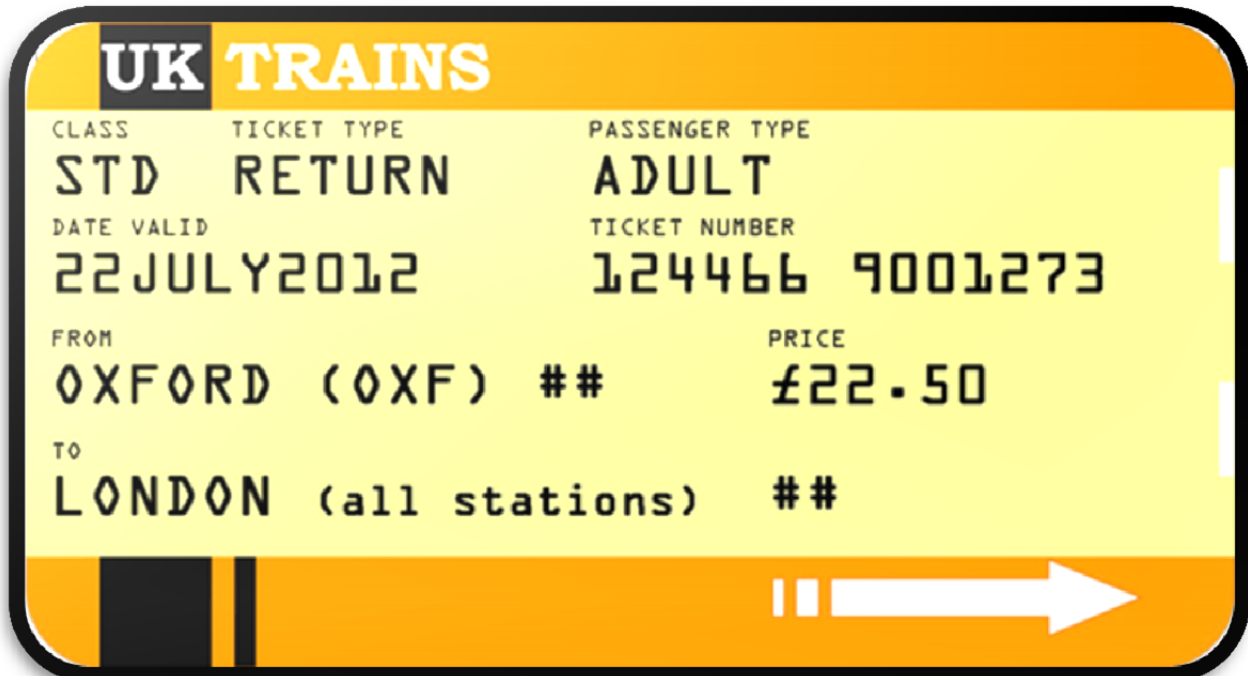 UK TRAINS
CLASS TICKET TYPE PASSENGER TYPE
STD RETURN ADULT
DATE VALID TICKET NUMBER
22JULY2012 124466 9001273
FROM PRICE
OXFORD (OXF) ## £22.50
TO
LONDON (all stations) ##